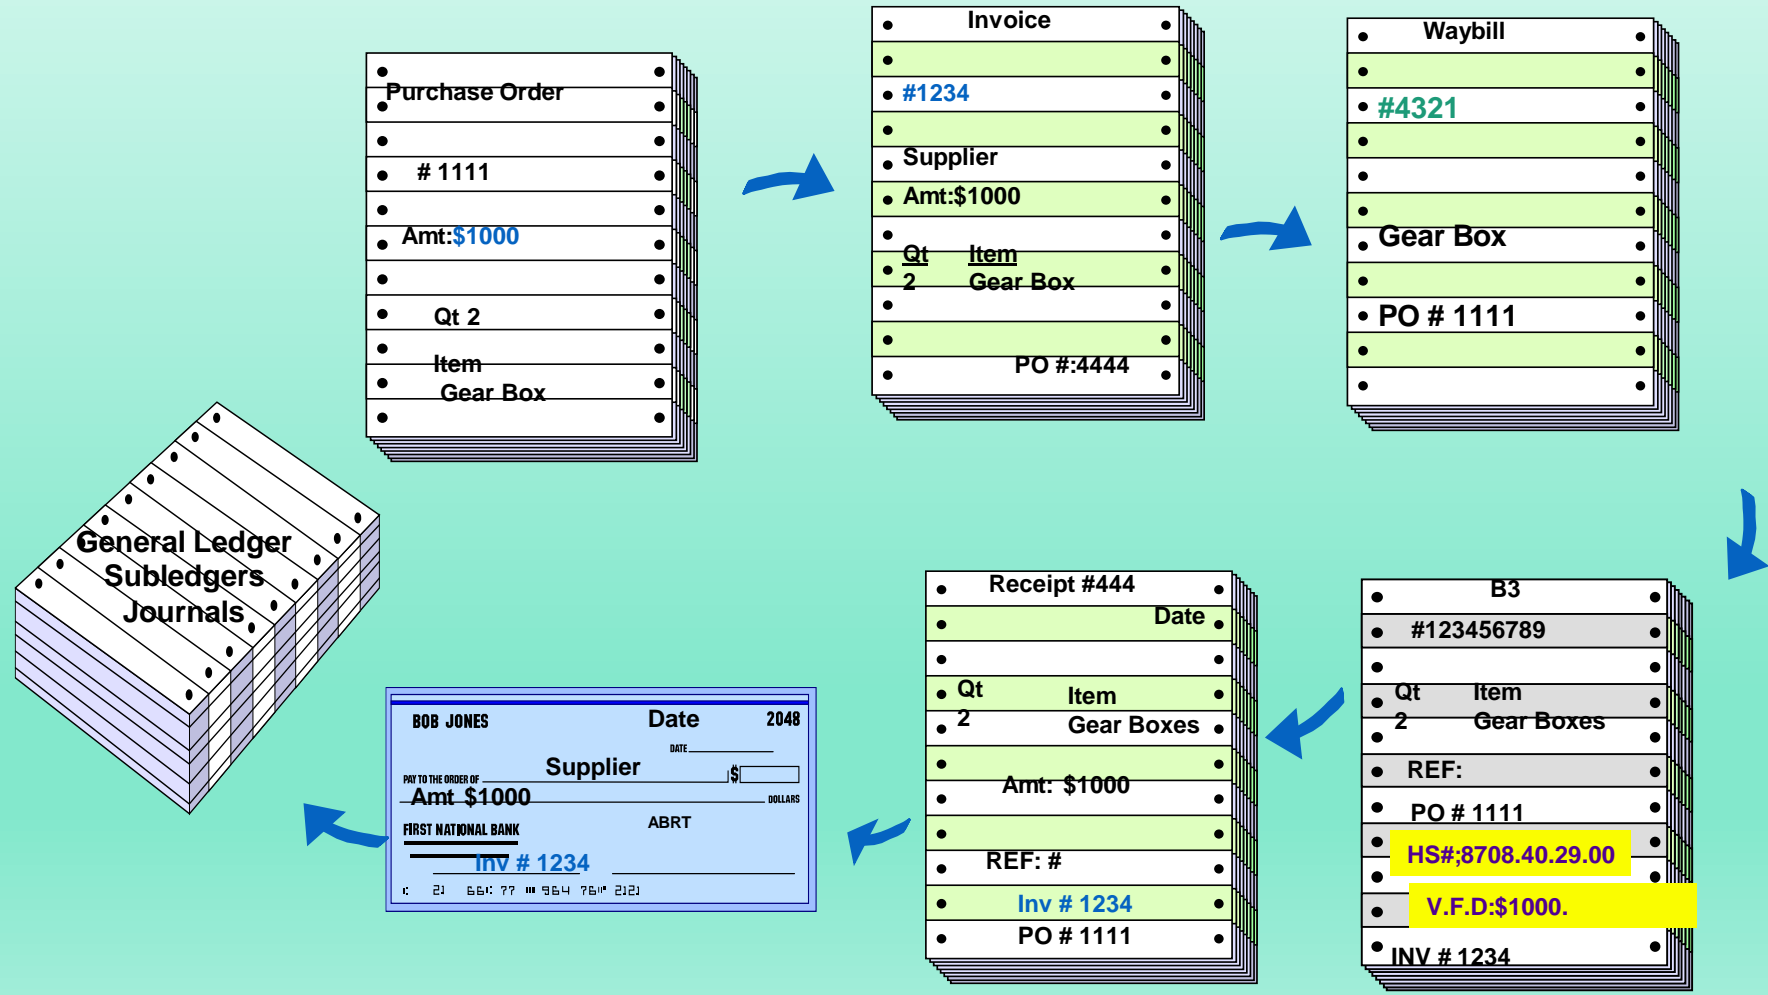 Purchase Order
# 1111
Amt:$1000
Qt 2
Item
Gear Box
Invoice
#1234
Supplier
Amt:$1000
Qt Item
2 Gear Box
PO #:4444
Waybill
#4321
Gear Box
PO # 1111
B3
#123456789
Qt Item
2 Gear Boxes
REF:
PO # 1111
HS#;8708.40.29.00
V.F.D:$1000.
INV # 1234
Receipt #444
Date
Qt Item
2 Gear Boxes
Amt: $1000
REF: #
Inv # 1234
PO # 1111
BOB JONES Date 2048
DATE
PAY TO THE ORDER OF Supplier $
Amt $1000 DOLLARS
FIRST NATIONAL BANK ABRT
Inv # 1234
General Ledger
Subledgers
Journals